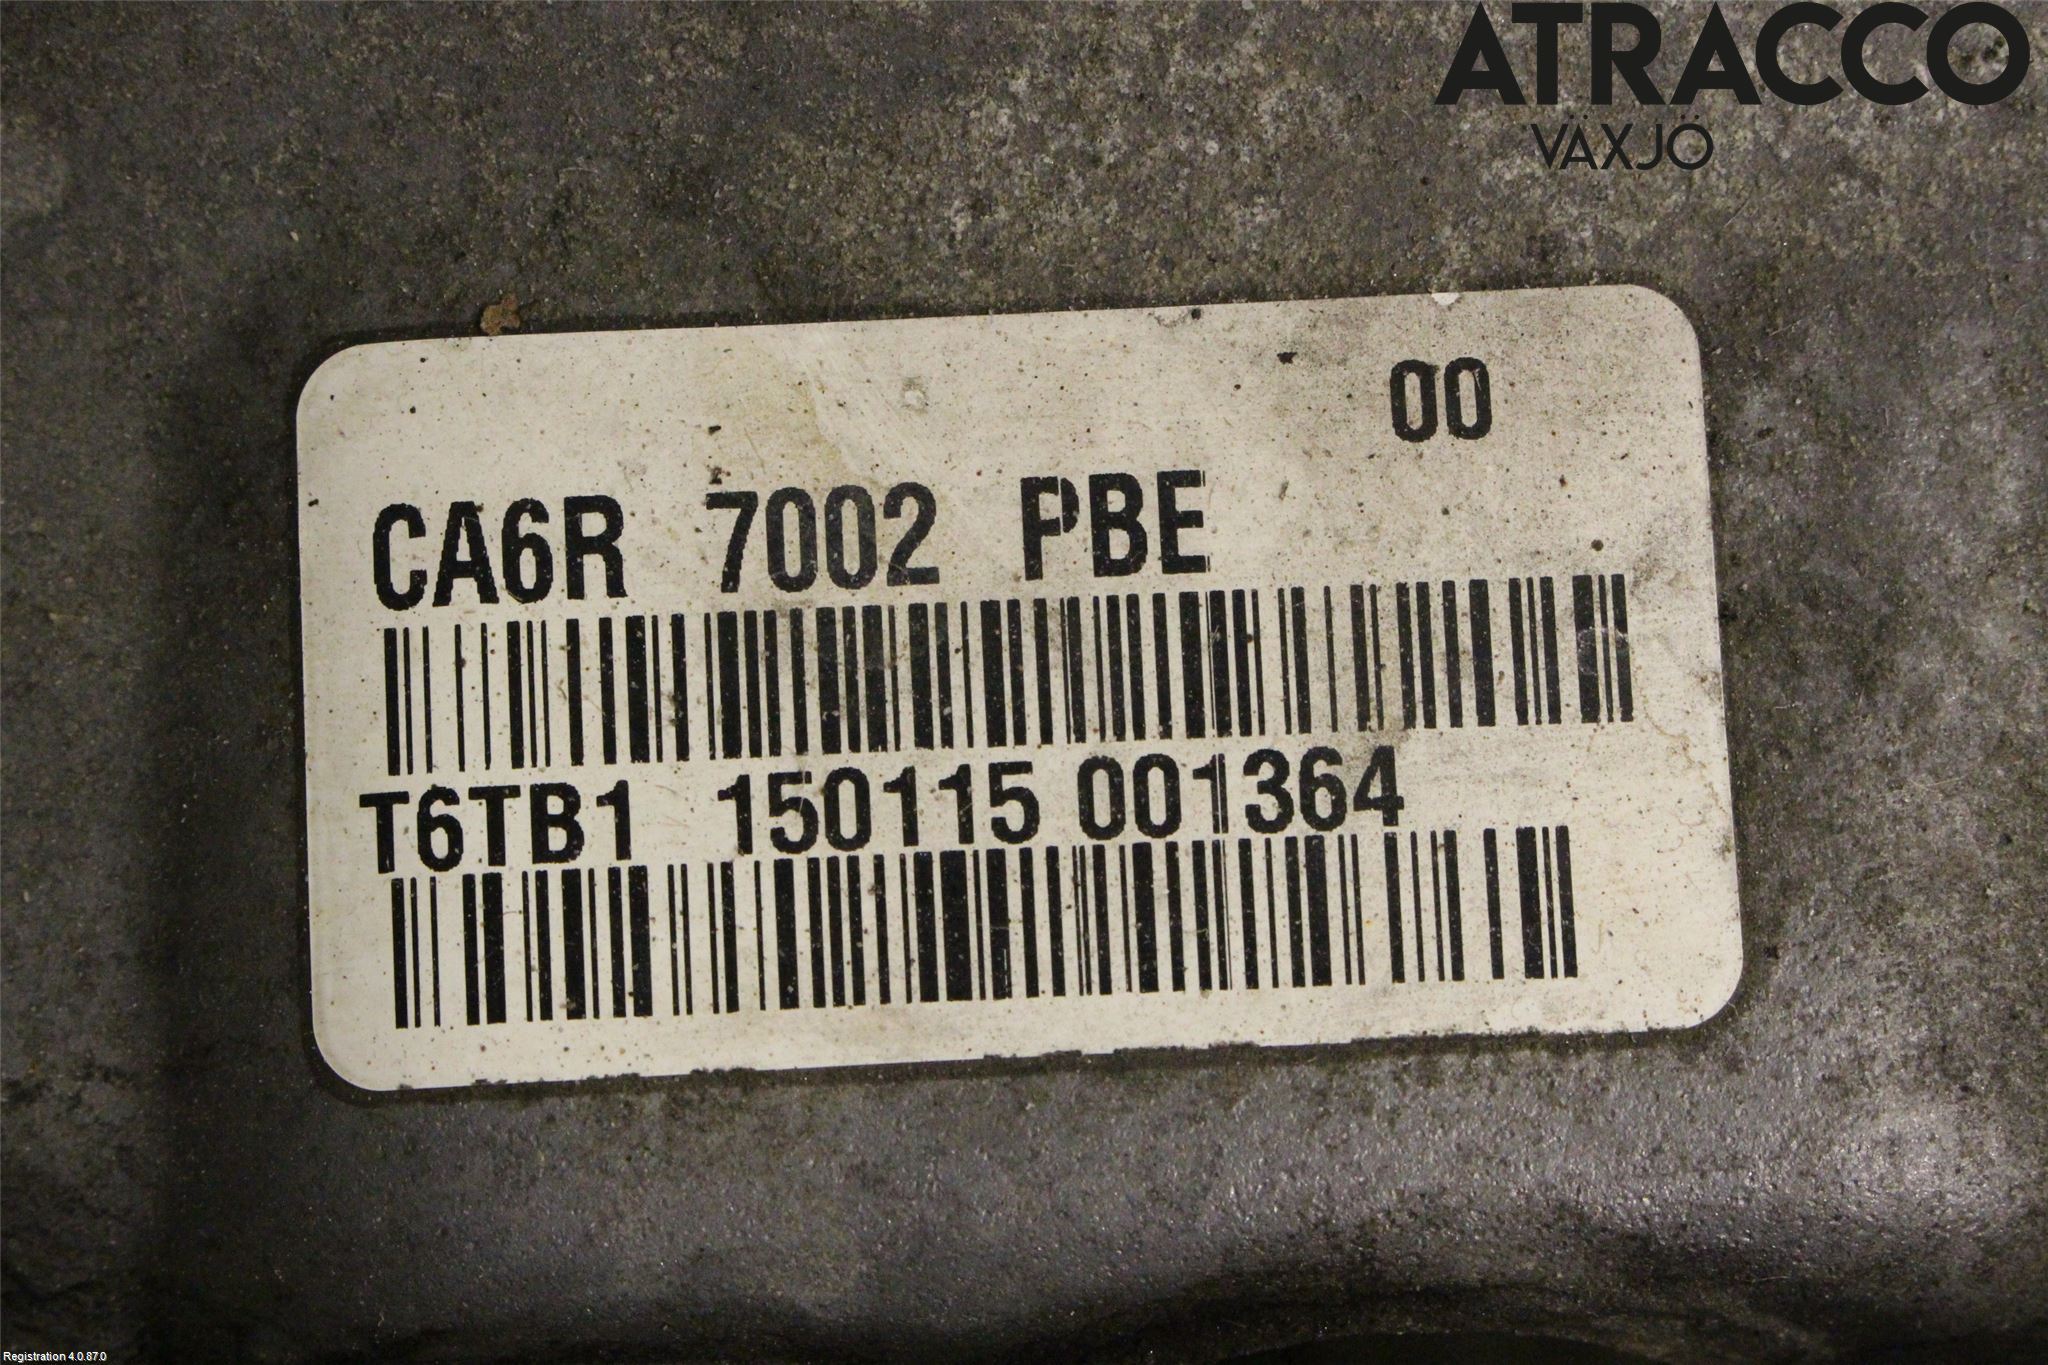 ATRACCO
VÄXJÖ
00
CA6R 7002 PBE
T6TB1 150115 001364
Registration 4.0.87.0